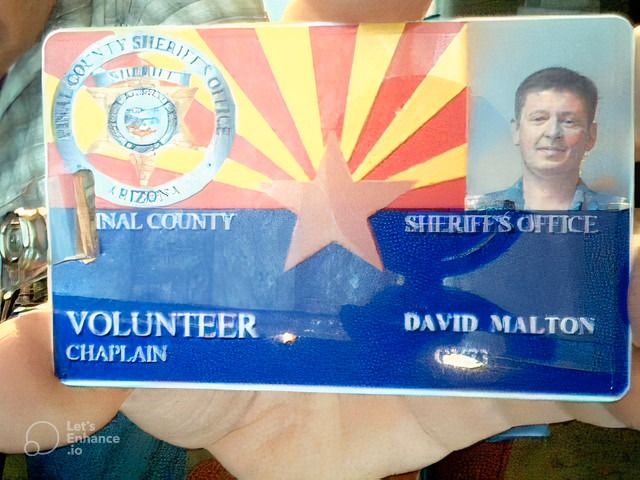 PINAL COUNTY SHERIFF'S OFFICE
SHERIFF
ARIZONA
INAL COUNTY
SHERIFF'S OFFICE
VOLUNTEER
DAVID MALTON
CHAPLAIN
Let's
Enhance
.io